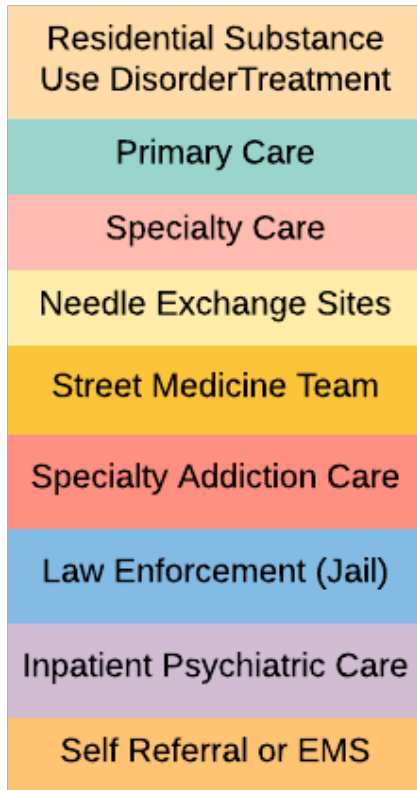 Residential Substance
Use DisorderTreatment
Primary Care
Specialty Care
Needle Exchange Sites
Street Medicine Team
Specialty Addiction Care
Law Enforcement (Jail)
Inpatient Psychiatric Care
Self Referral or EMS